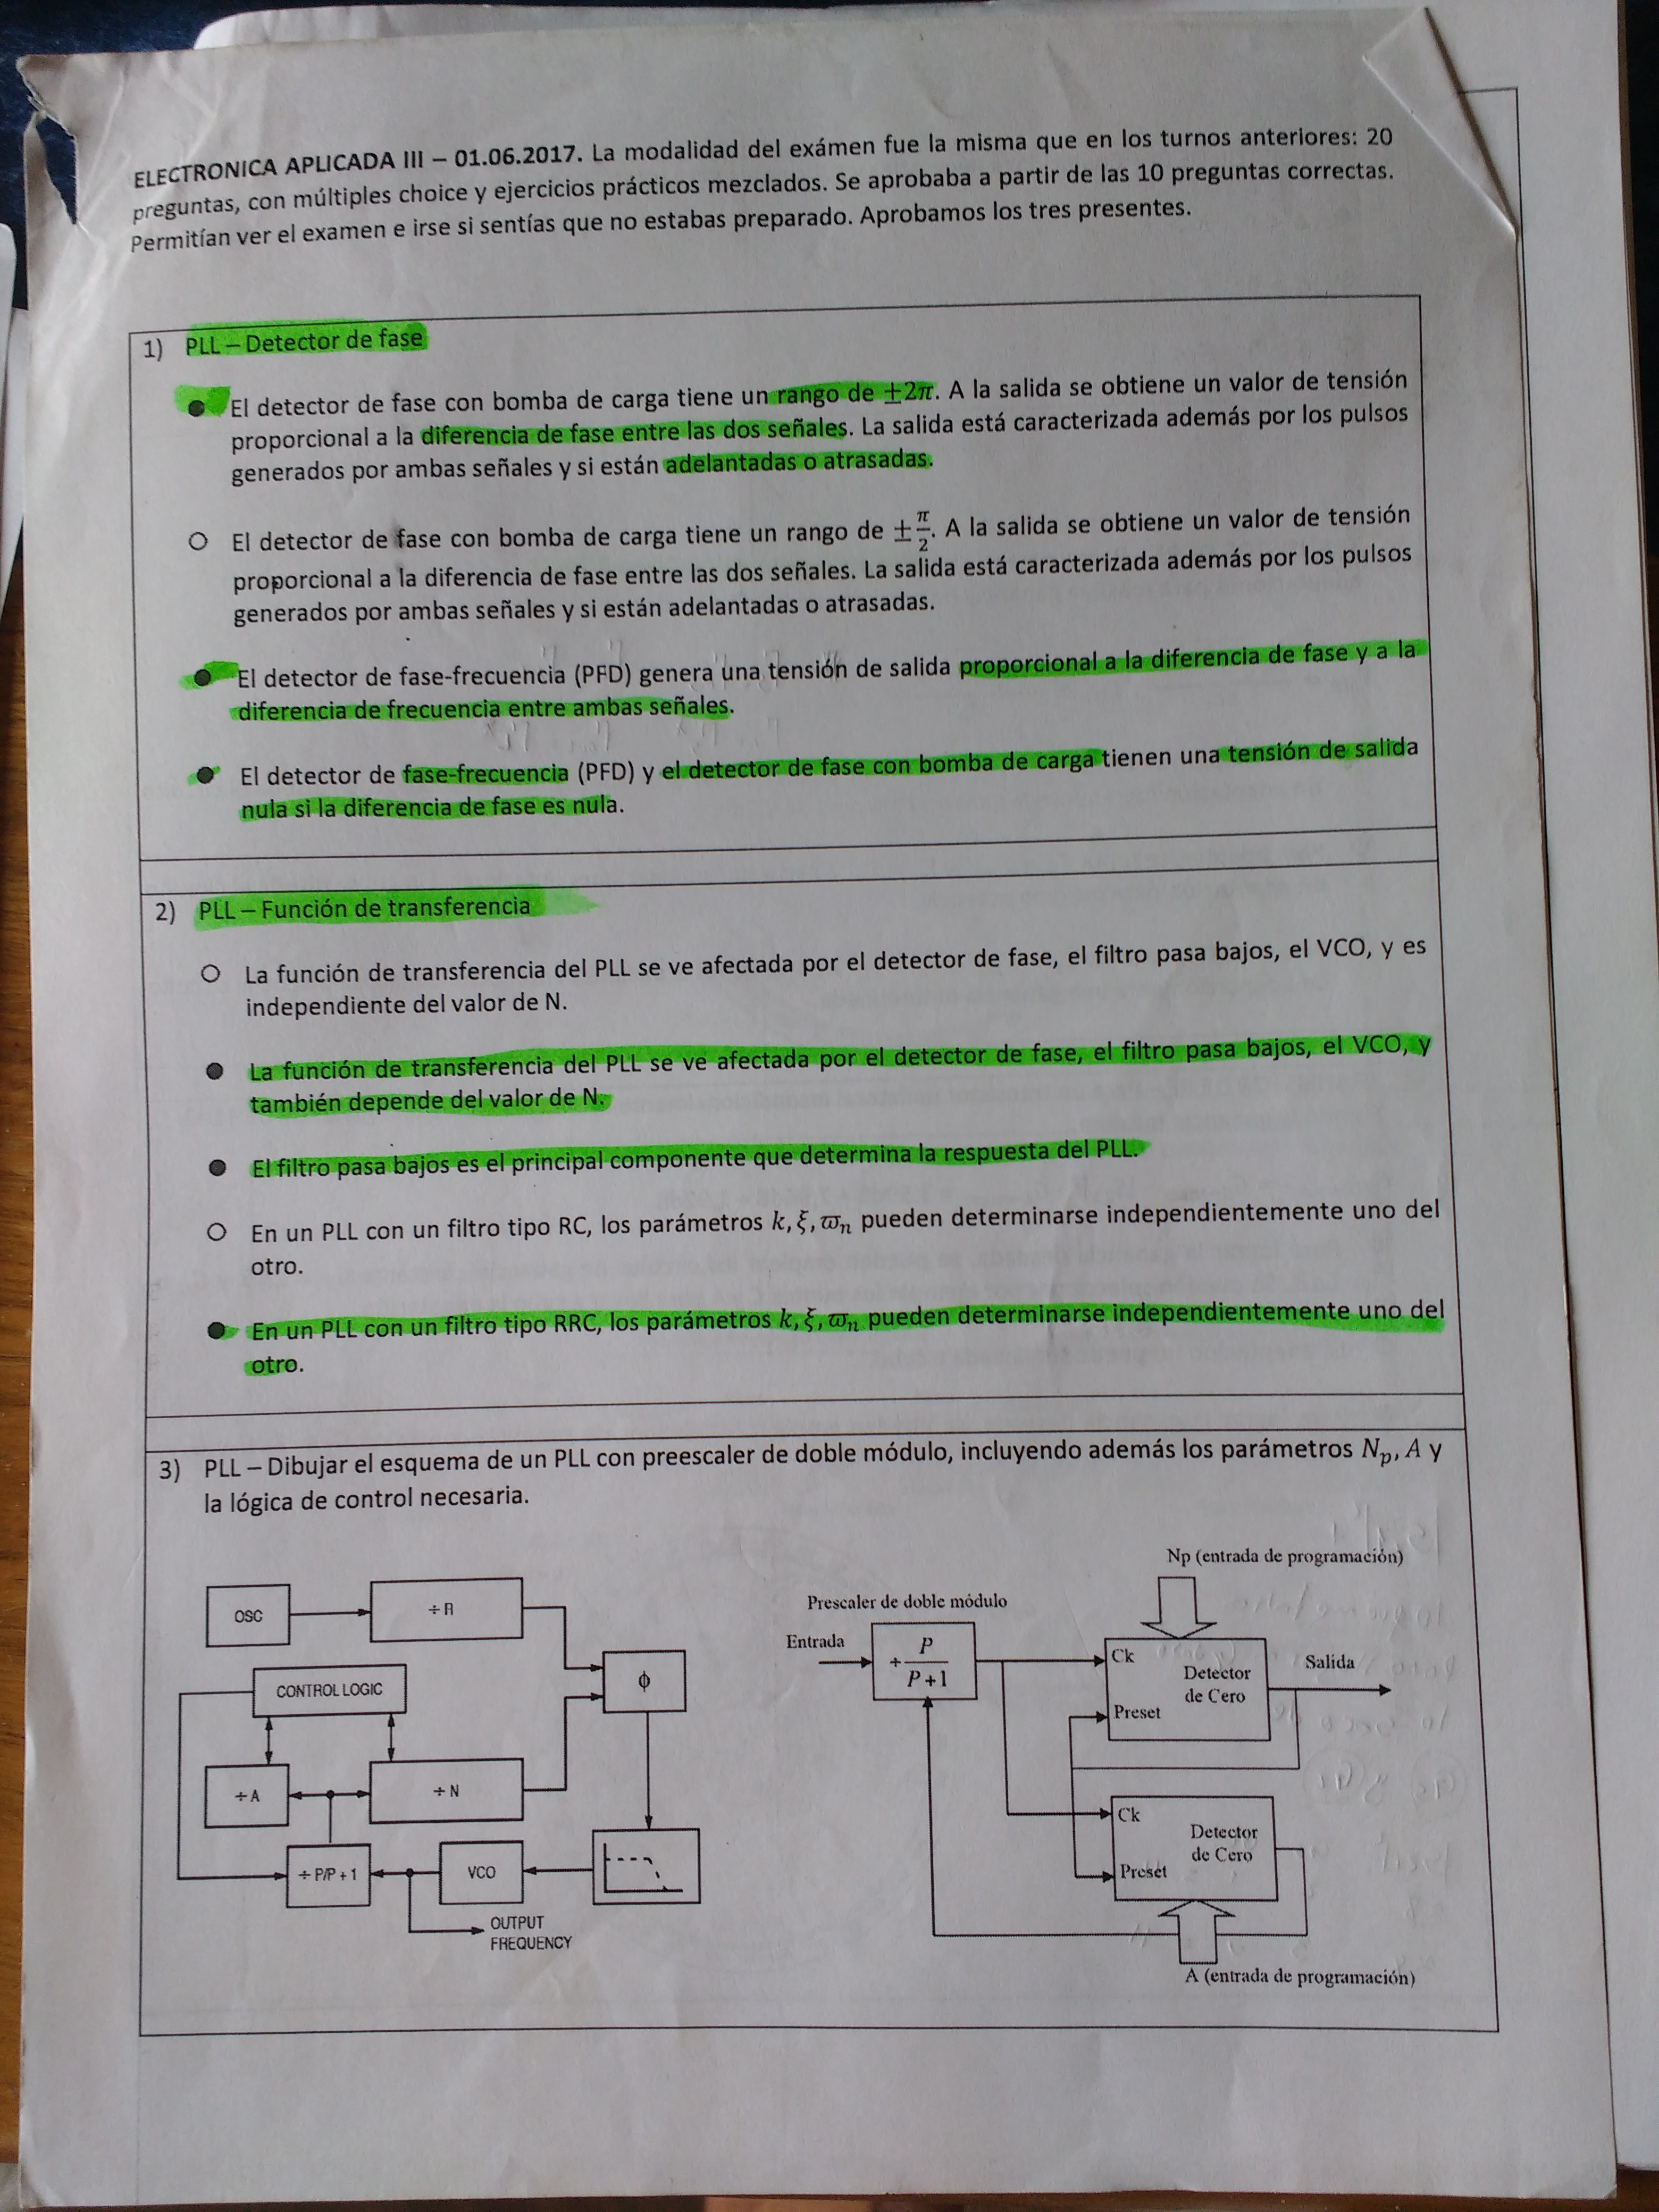 ELECTRONICA APLICADA III – 01.06.2017. La modalidad del exámen fue la misma que en los turnos anteriores: 20
preguntas, con múltiples choice y ejercicios prácticos mezclados. Se aprobaba a partir de las 10 preguntas correctas.
Permitían ver el examen e irse si sentías que no estabas preparado. Aprobamos los tres presentes.
1) PLL – Detector de fase
● El detector de fase con bomba de carga tiene un rango de ±2π. A la salida se obtiene un valor de tensión
proporcional a la diferencia de fase entre las dos señales. La salida está caracterizada además por los pulsos
generados por ambas señales y si están adelantadas o atrasadas.
○ El detector de fase con bomba de carga tiene un rango de ±π/2. A la salida se obtiene un valor de tensión
proporcional a la diferencia de fase entre las dos señales. La salida está caracterizada además por los pulsos
generados por ambas señales y si están adelantadas o atrasadas.
● El detector de fase-frecuencia (PFD) genera una tensión de salida proporcional a la diferencia de fase y a la
diferencia de frecuencia entre ambas señales.
● El detector de fase-frecuencia (PFD) y el detector de fase con bomba de carga tienen una tensión de salida
nula si la diferencia de fase es nula.
2) PLL – Función de transferencia
○ La función de transferencia del PLL se ve afectada por el detector de fase, el filtro pasa bajos, el VCO, y es
independiente del valor de N.
● La función de transferencia del PLL se ve afectada por el detector de fase, el filtro pasa bajos, el VCO, y
también depende del valor de N.
● El filtro pasa bajos es el principal componente que determina la respuesta del PLL.
○ En un PLL con un filtro tipo RC, los parámetros k, ξ, ϖn pueden determinarse independientemente uno del
otro.
● En un PLL con un filtro tipo RRC, los parámetros k, ξ, ϖn pueden determinarse independientemente uno del
otro.
3) PLL – Dibujar el esquema de un PLL con preescaler de doble módulo, incluyendo además los parámetros Np, A y
la lógica de control necesaria.
OSC
÷ R
CONTROL LOGIC
ϕ
÷ A
÷ N
÷ P/P + 1
VCO
OUTPUT
FREQUENCY
Np (entrada de programación)
Prescaler de doble módulo
Entrada
÷ P
P+1
Ck
Detector
de Cero
Preset
Salida
Ck
Detector
de Cero
Preset
A (entrada de programación)